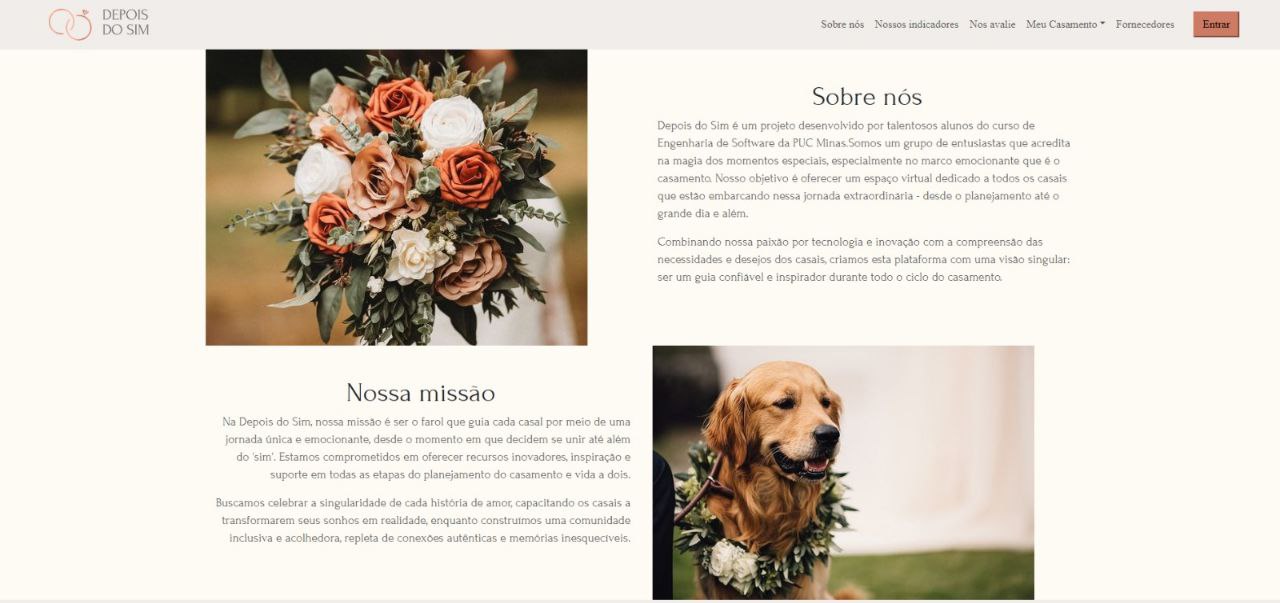 DEPOIS
DO SIM
Sobre nós Nossos indicadores Nos avalie Meu Casamento Fornecedores Entrar
Sobre nós
Depois do Sim é um projeto desenvolvido por talentosos alunos do curso de
Engenharia de Software da PUC Minas.Somos um grupo de entusiastas que acredita
na magia dos momentos especiais, especialmente no marco emocionante que é o
casamento. Nosso objetivo é oferecer um espaço virtual dedicado a todos os casais
que estão embarcando nessa jornada extraordinária - desde o planejamento até o
grande dia e além.
Combinando nossa paixão por tecnologia e inovação com a compreensão das
necessidades e desejos dos casais, criamos esta plataforma com uma visão singular:
ser um guia confiável e inspirador durante todo o ciclo do casamento.
Nossa missão
Na Depois do Sim, nossa missão é ser o farol que guia cada casal por meio de uma
jornada única e emocionante, desde o momento em que decidem se unir até além
do 'sim'. Estamos comprometidos em oferecer recursos inovadores, inspiração e
suporte em todas as etapas do planejamento do casamento e vida a dois.
Buscamos celebrar a singularidade de cada história de amor, capacitando os casais a
transformarem seus sonhos em realidade, enquanto construímos uma comunidade
inclusiva e acolhedora, repleta de conexões autênticas e memórias inesquecíveis.